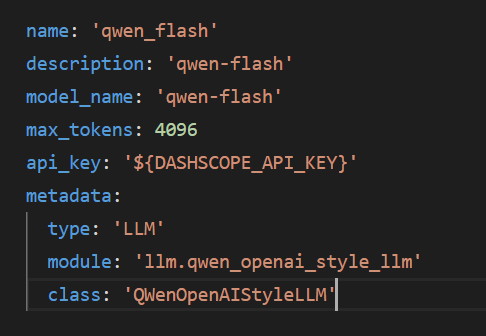 name: 'qwen_flash'
description: 'qwen-flash'
model_name: 'qwen-flash'
max_tokens: 4096
api_key: '${DASHSCOPE_API_KEY}'
metadata:
  type: 'LLM'
  module: 'llm.qwen_openai_style_llm'
  class: 'QWenOpenAIStyleLLM'